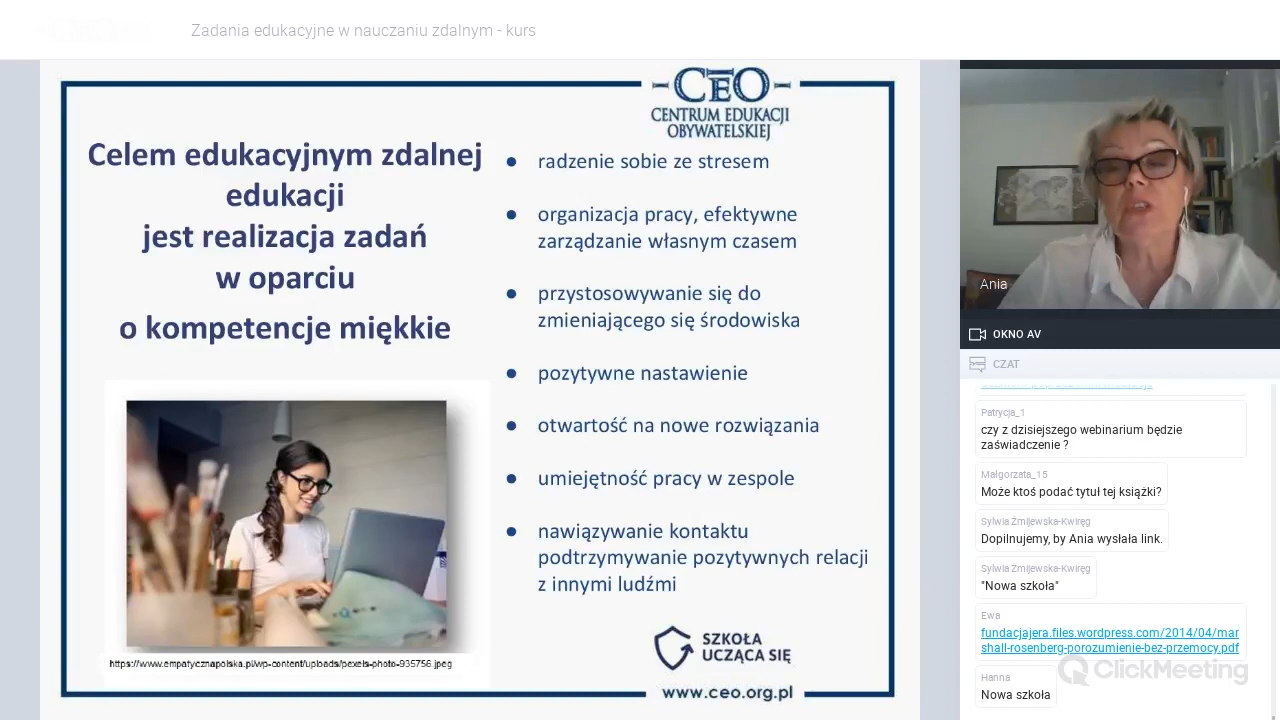 Zadania edukacyjne w nauczaniu zdalnym - kurs
CEO
CENTRUM EDUKACJI
OBYWATELSKIEJ
Celem edukacyjnym zdalnej
edukacji
jest realizacja zadań
w oparciu
o kompetencje miękkie
https://www.empatycznapolska.pl/wp-content/uploads/pexels-photo-935756.jpeg
● radzenie sobie ze stresem
● organizacja pracy, efektywne
zarządzanie własnym czasem
● przystosowywanie się do
zmieniającego się środowiska
● pozytywne nastawienie
● otwartość na nowe rozwiązania
● umiejętność pracy w zespole
● nawiązywanie kontaktu
podtrzymywanie pozytywnych relacji
z innymi ludźmi
SZKOŁA
UCZĄCA SIĘ
www.ceo.org.pl
Ania
OKNO AV
CZAT
Patrycja_1
czy z dzisiejszego webinarium będzie
zaświadczenie ?
Małgorzata_15
Może ktoś podać tytuł tej książki?
Sylwia Żmijewska-Kwiręg
Dopilnujemy, by Ania wysłała link.
Sylwia Żmijewska-Kwiręg
"Nowa szkoła"
Ewa
fundacjajera.files.wordpress.com/2014/04/mar
shall-rosenberg-porozumienie-bez-przemocy.pdf
ClickMeeting
Hanna
Nowa szkoła